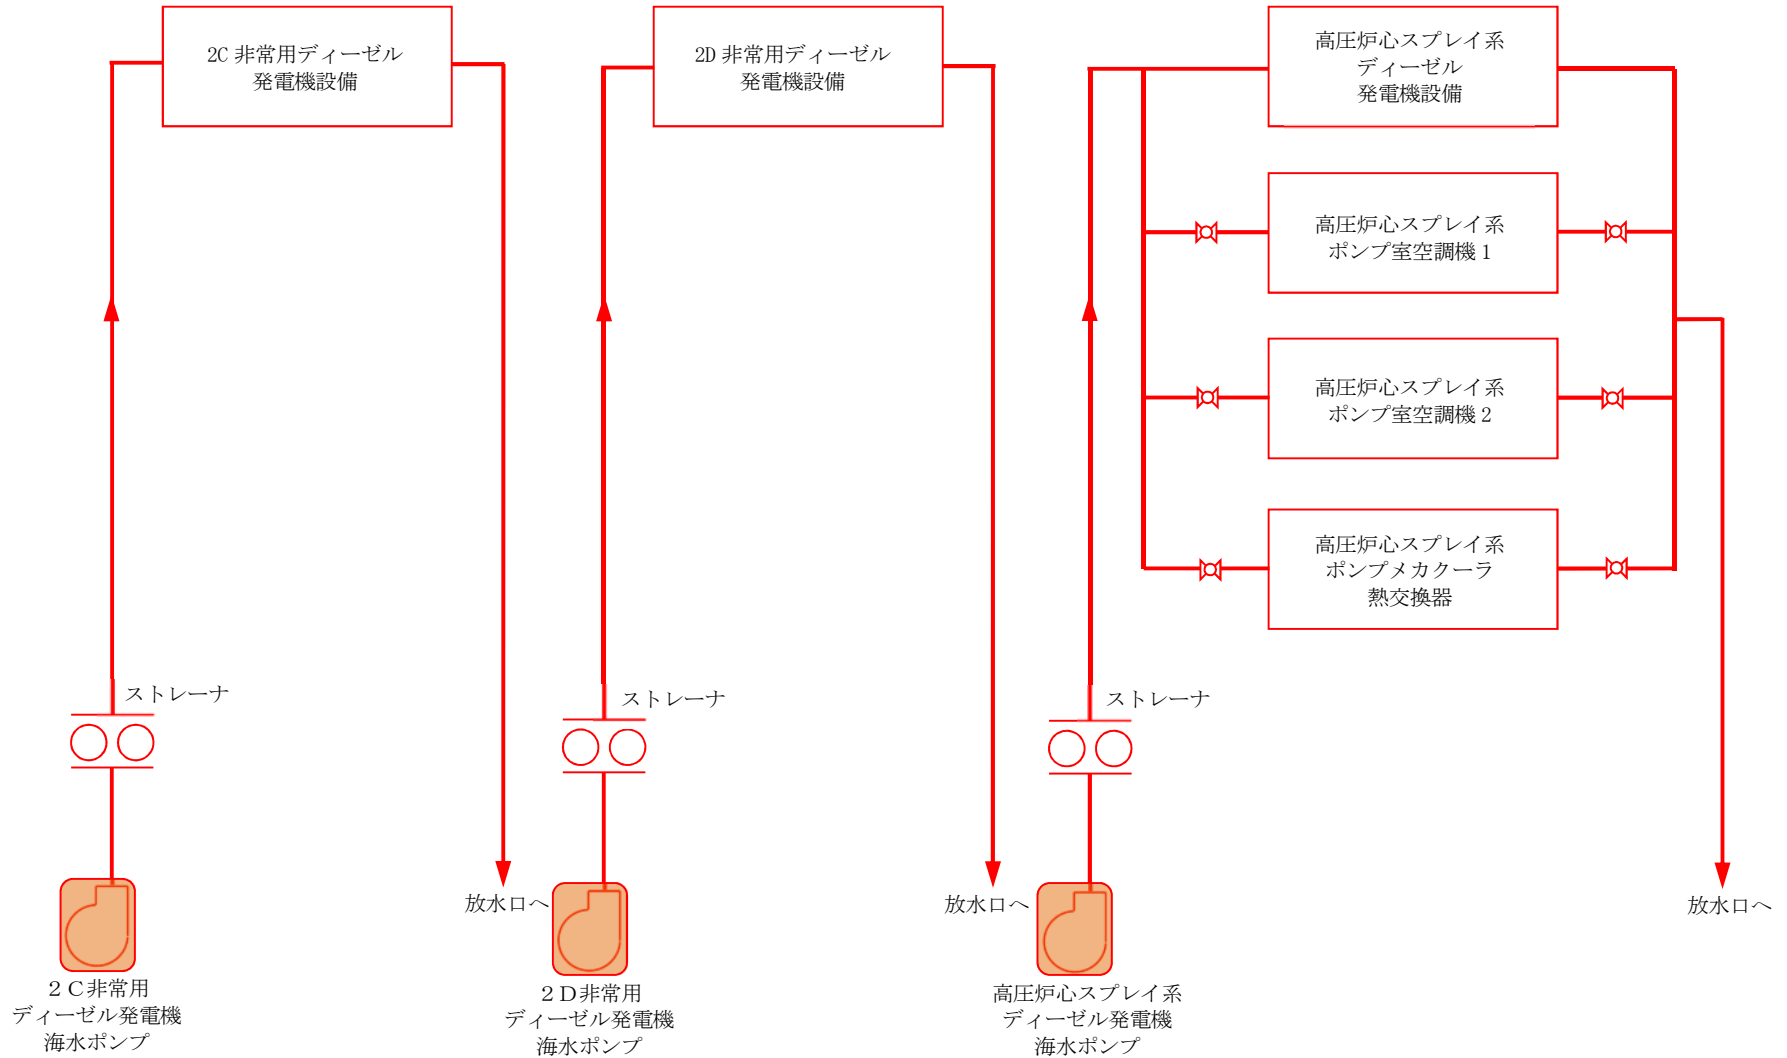 2C 非常用ディーゼル
発電機設備
2D 非常用ディーゼル
発電機設備
高圧炉心スプレイ系
ディーゼル
発電機設備
高圧炉心スプレイ系
ポンプ室空調機 1
高圧炉心スプレイ系
ポンプ室空調機 2
高圧炉心スプレイ系
ポンプメカクーラ
熱交換器
ストレーナ
ストレーナ
ストレーナ
放水口へ
放水口へ
放水口へ
２Ｃ非常用
ディーゼル発電機
海水ポンプ
２Ｄ非常用
ディーゼル発電機
海水ポンプ
高圧炉心スプレイ系
ディーゼル発電機
海水ポンプ